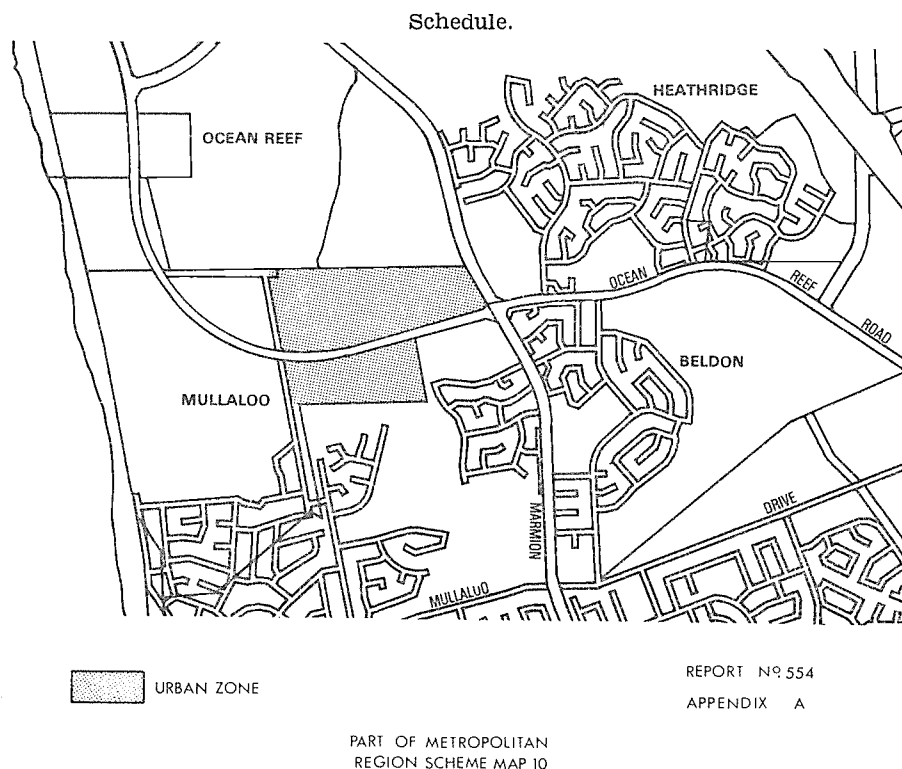 Schedule.
HEATHRIDGE
OCEAN REEF
OCEAN
REEF
ROAD
BELDON
MULLALOO
MARMION
DRIVE
MULLALUO
URBAN ZONE
REPORT Nº 554
APPENDIX A
PART OF METROPOLITAN
REGION SCHEME MAP 10